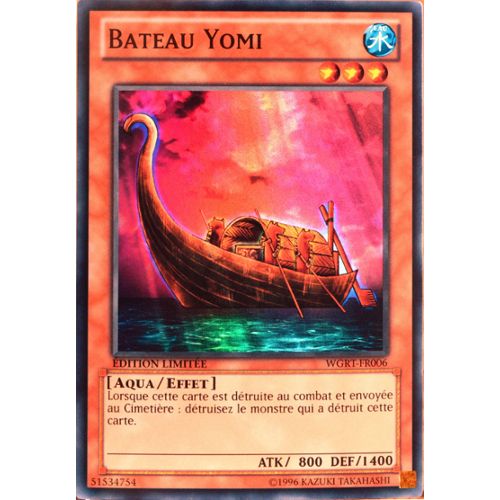 Bateau Yomi
水
ÉDITION LIMITÉE WGRT-FR006
[Aqua/Effet]
Lorsque cette carte est détruite au combat et envoyée
au Cimetière : détruisez le monstre qui a détruit cette
carte.
ATK/ 800 DEF/1400
51534754 ©1996 KAZUKI TAKAHASHI